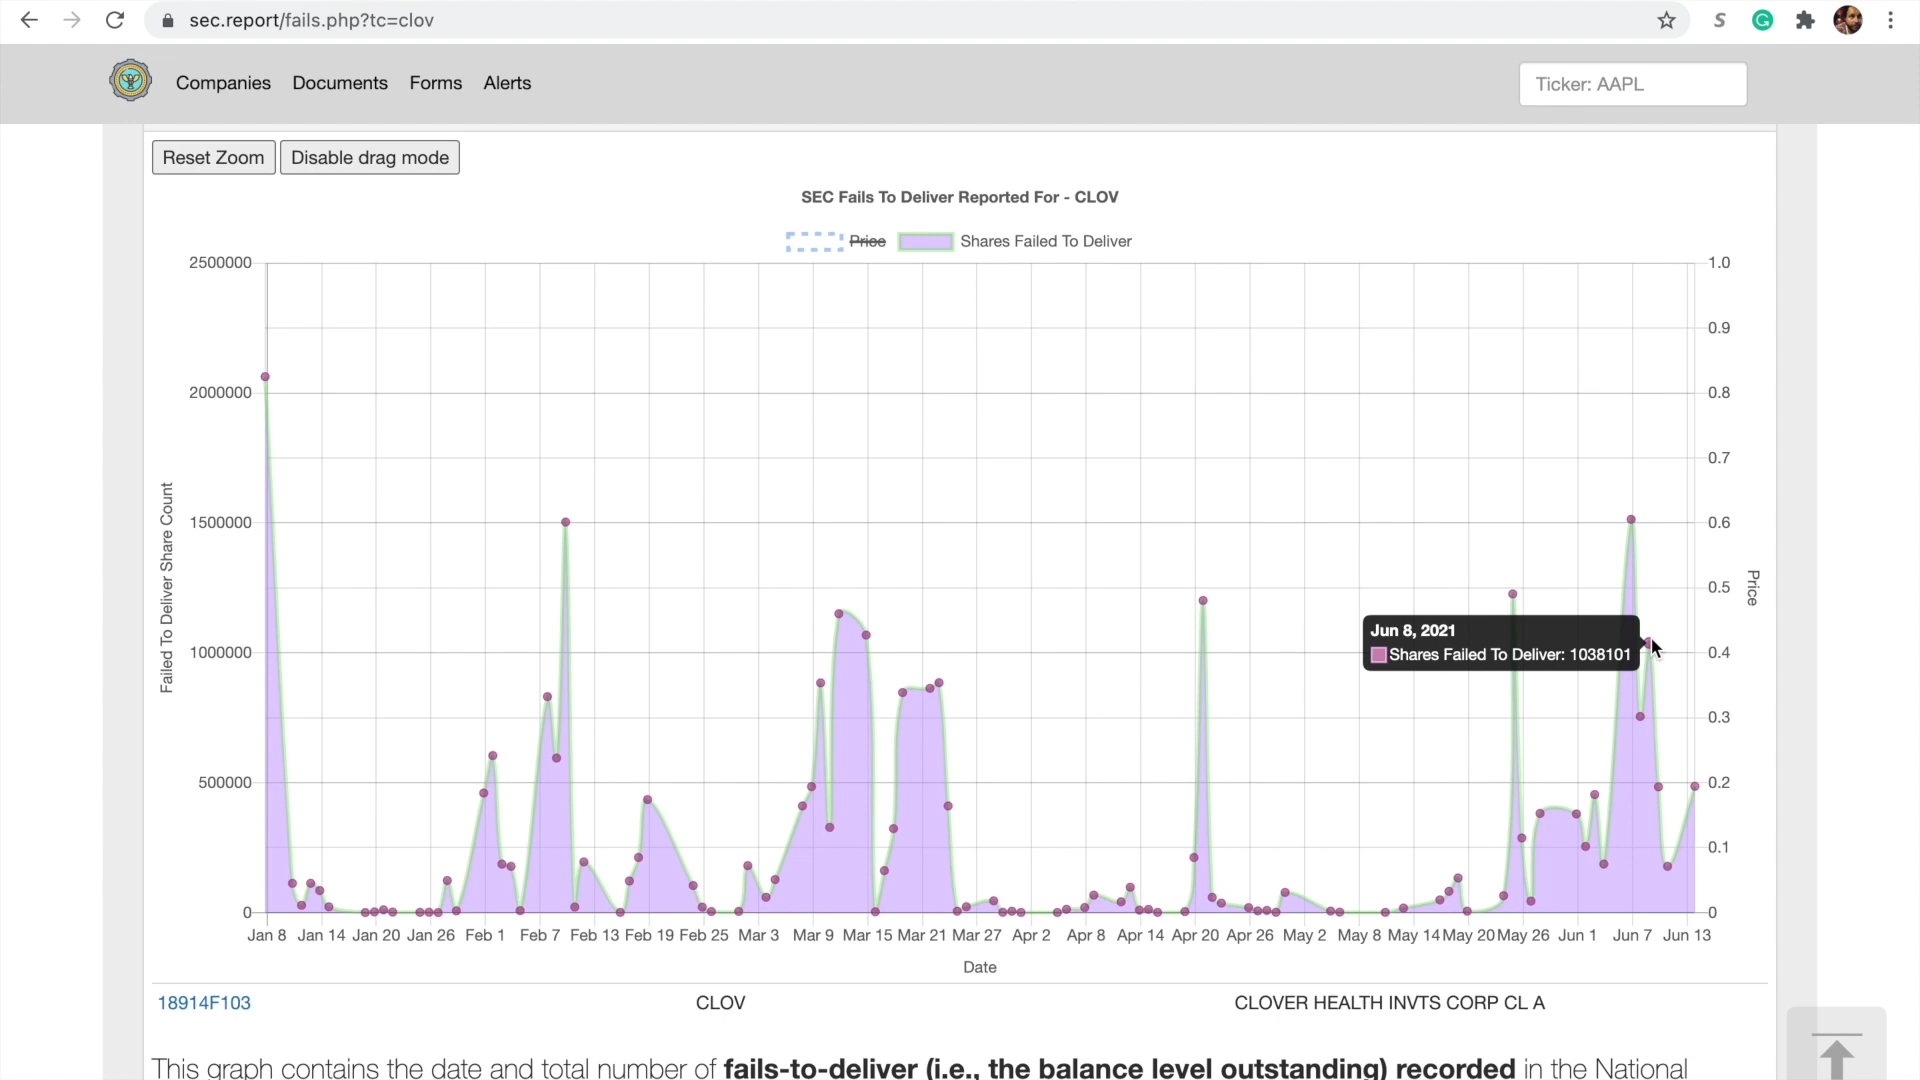 sec.report/fails.php?tc=clov
S
G
Companies Documents Forms Alerts
Ticker: AAPL
Reset Zoom Disable drag mode
SEC Fails To Deliver Reported For - CLOV
Price Shares Failed To Deliver
2500000
2000000
1500000
1000000
500000
0
Failed To Deliver Share Count
1.0
0.9
0.8
0.7
0.6
0.5
0.4
0.3
0.2
0.1
0
Price
Jun 8, 2021
Shares Failed To Deliver: 1038101
Jan 8 Jan 14 Jan 20 Jan 26 Feb 1 Feb 7 Feb 13 Feb 19 Feb 25 Mar 3 Mar 9 Mar 15 Mar 21 Mar 27 Apr 2 Apr 8 Apr 14 Apr 20 Apr 26 May 2 May 8 May 14 May 20 May 26 Jun 1 Jun 7 Jun 13
Date
18914F103 CLOV CLOVER HEALTH INVTS CORP CL A
This graph contains the date and total number of fails-to-deliver (i.e., the balance level outstanding) recorded in the National